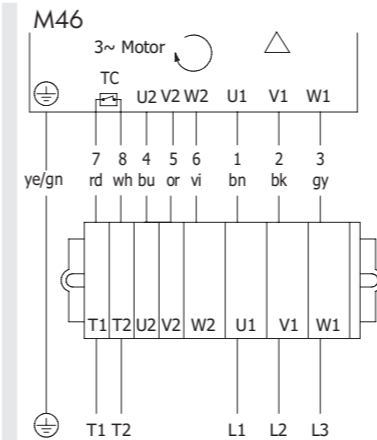 M46
3~ Motor
TC
U2 V2 W2 U1 V1 W1
7 8 4 5 6 1 2 3
ye/gn rd wh bu or vi bn bk gy
T1 T2 U2 V2 W2 U1 V1 W1
T1 T2 L1 L2 L3